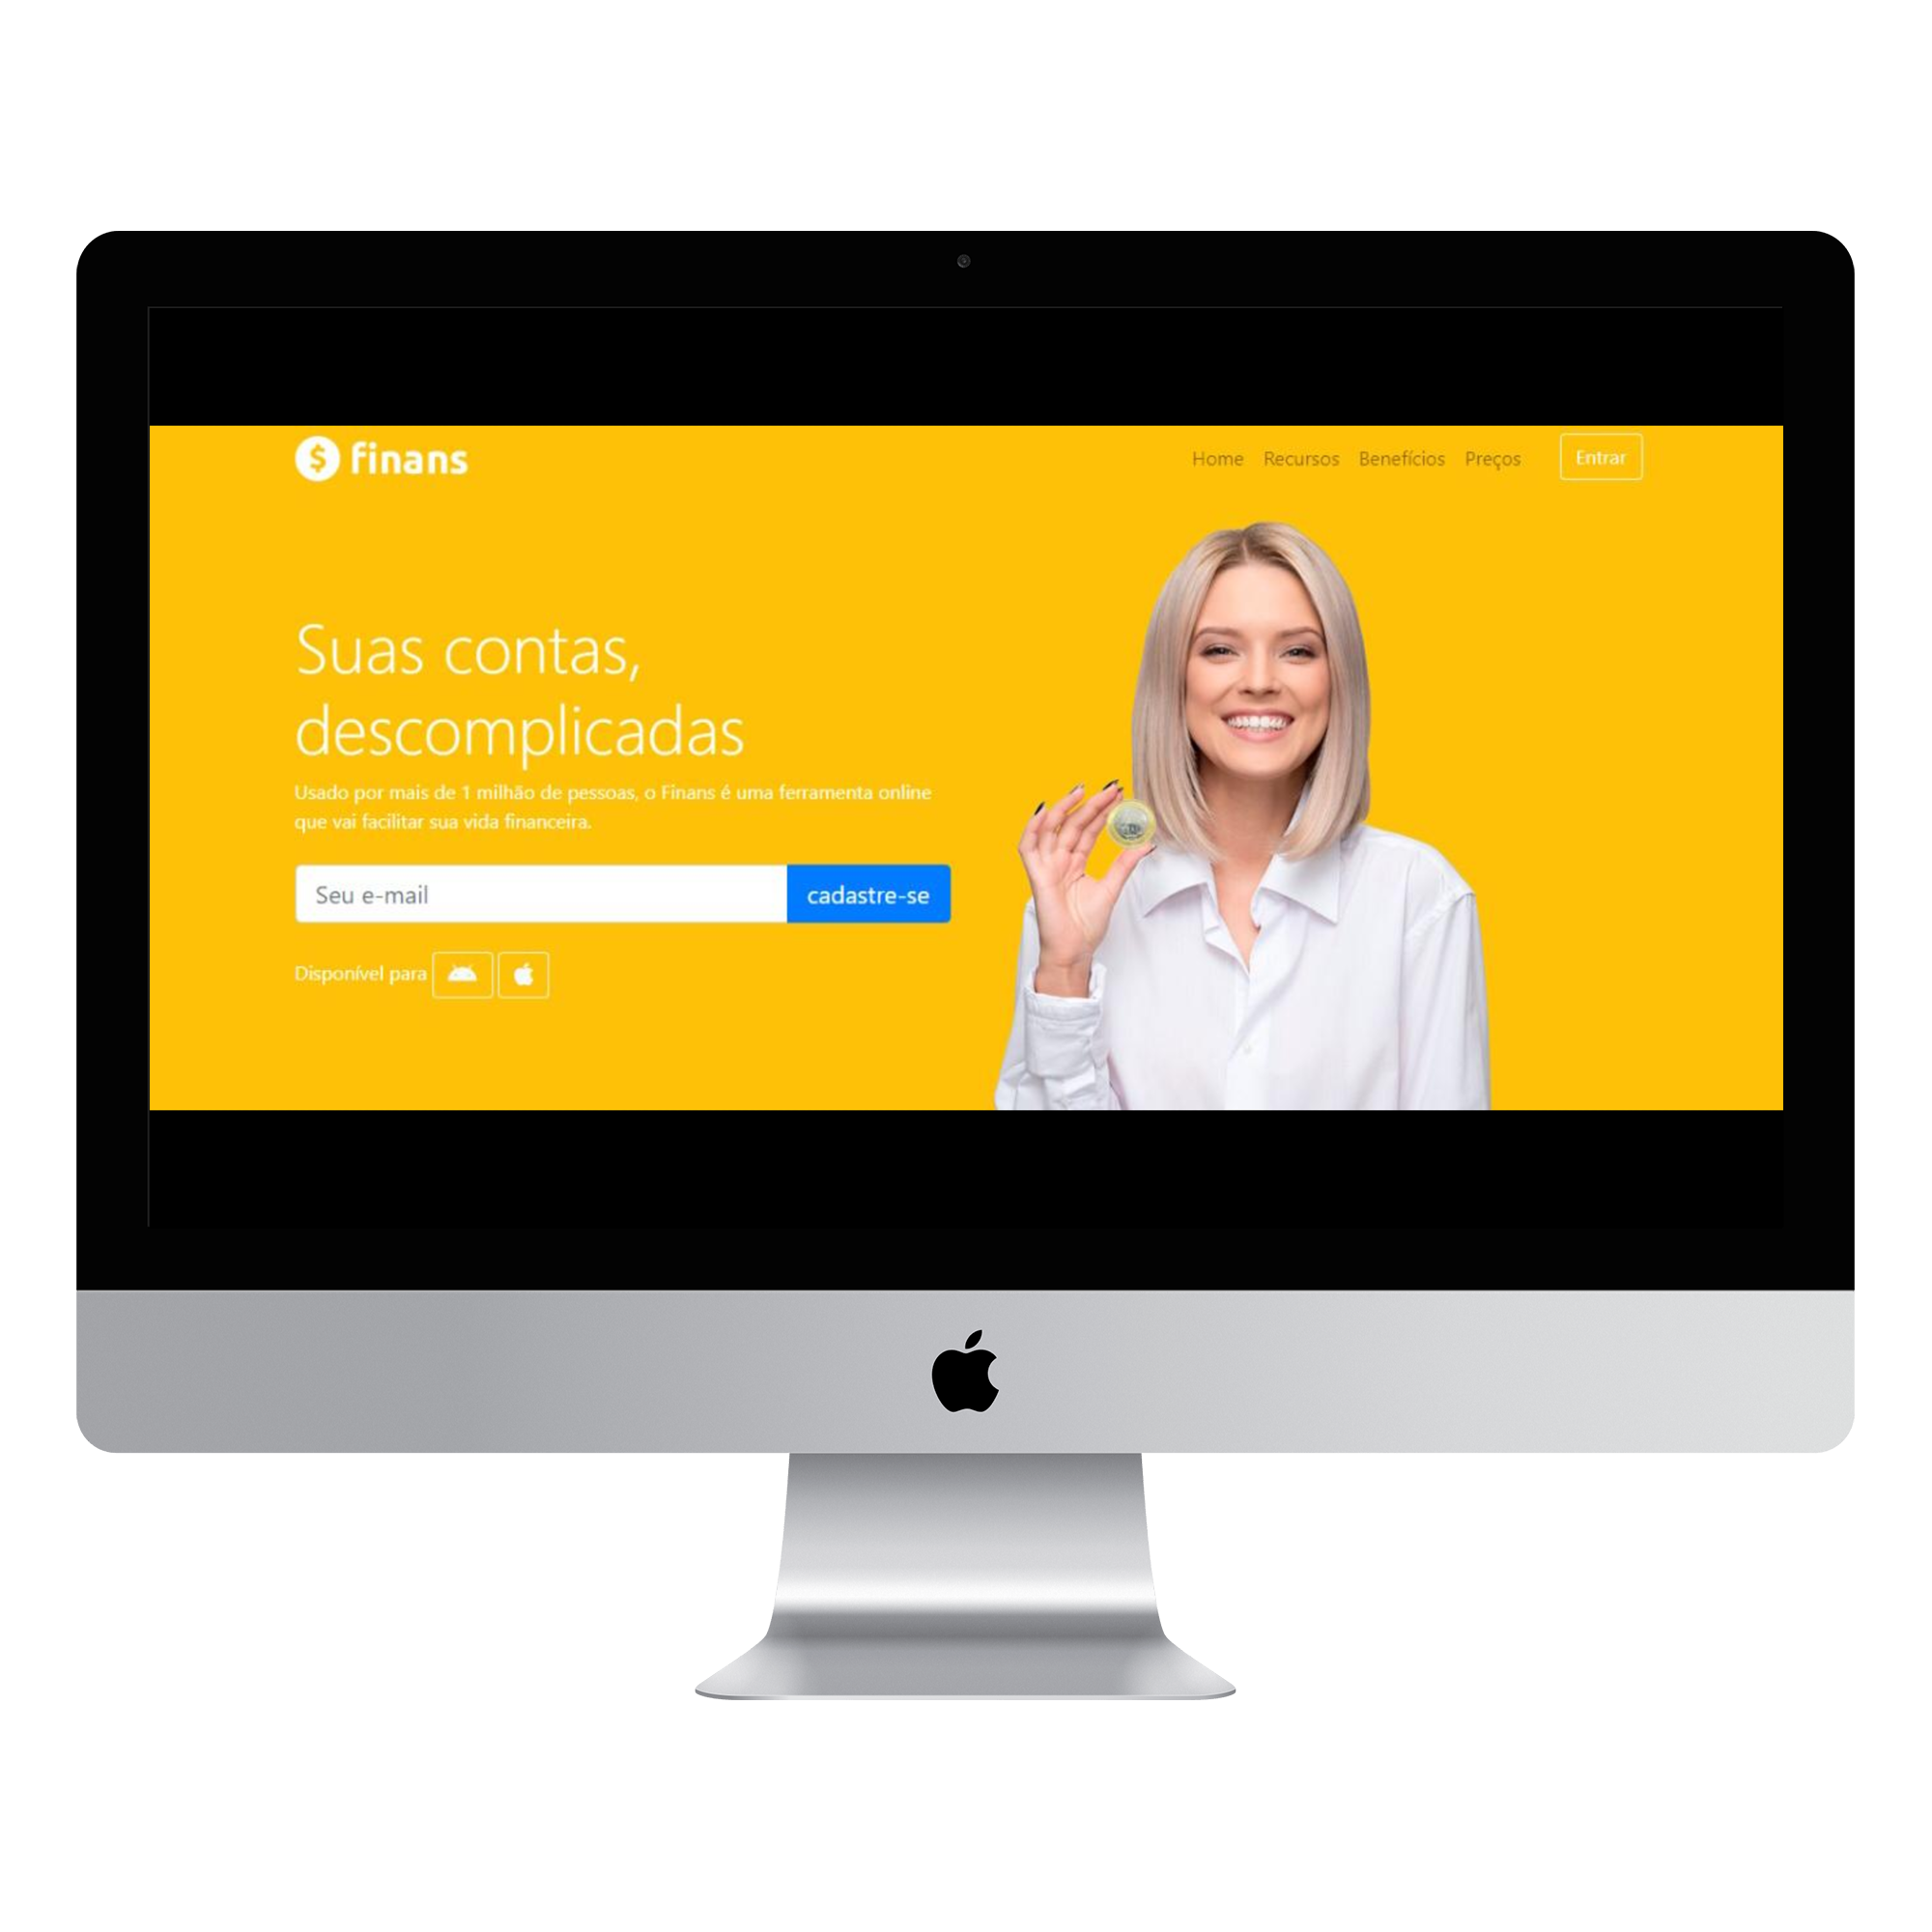 finans
Home Recursos Benefícios Preços Entrar
Suas contas,
descomplicadas
Usado por mais de 1 milhão de pessoas, o Finans é uma ferramenta online
que vai facilitar sua vida financeira.
Seu e-mail cadastre-se
Disponível para